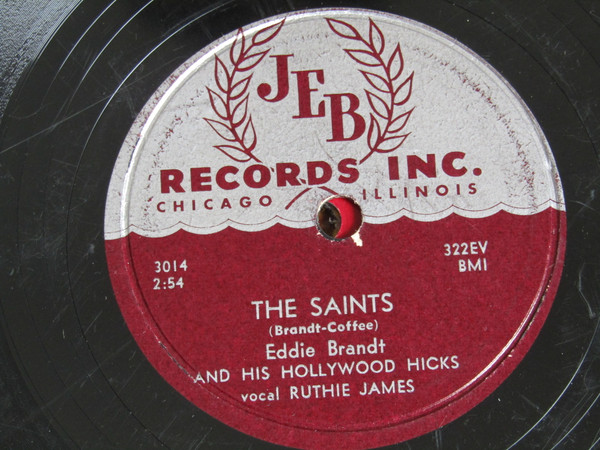 JEB
RECORDS INC.
CHICAGO ILLINOIS
3014
2:54
322EV
BMI
THE SAINTS
(Brandt-Coffee)
Eddie Brandt
AND HIS HOLLYWOOD HICKS
vocal RUTHIE JAMES